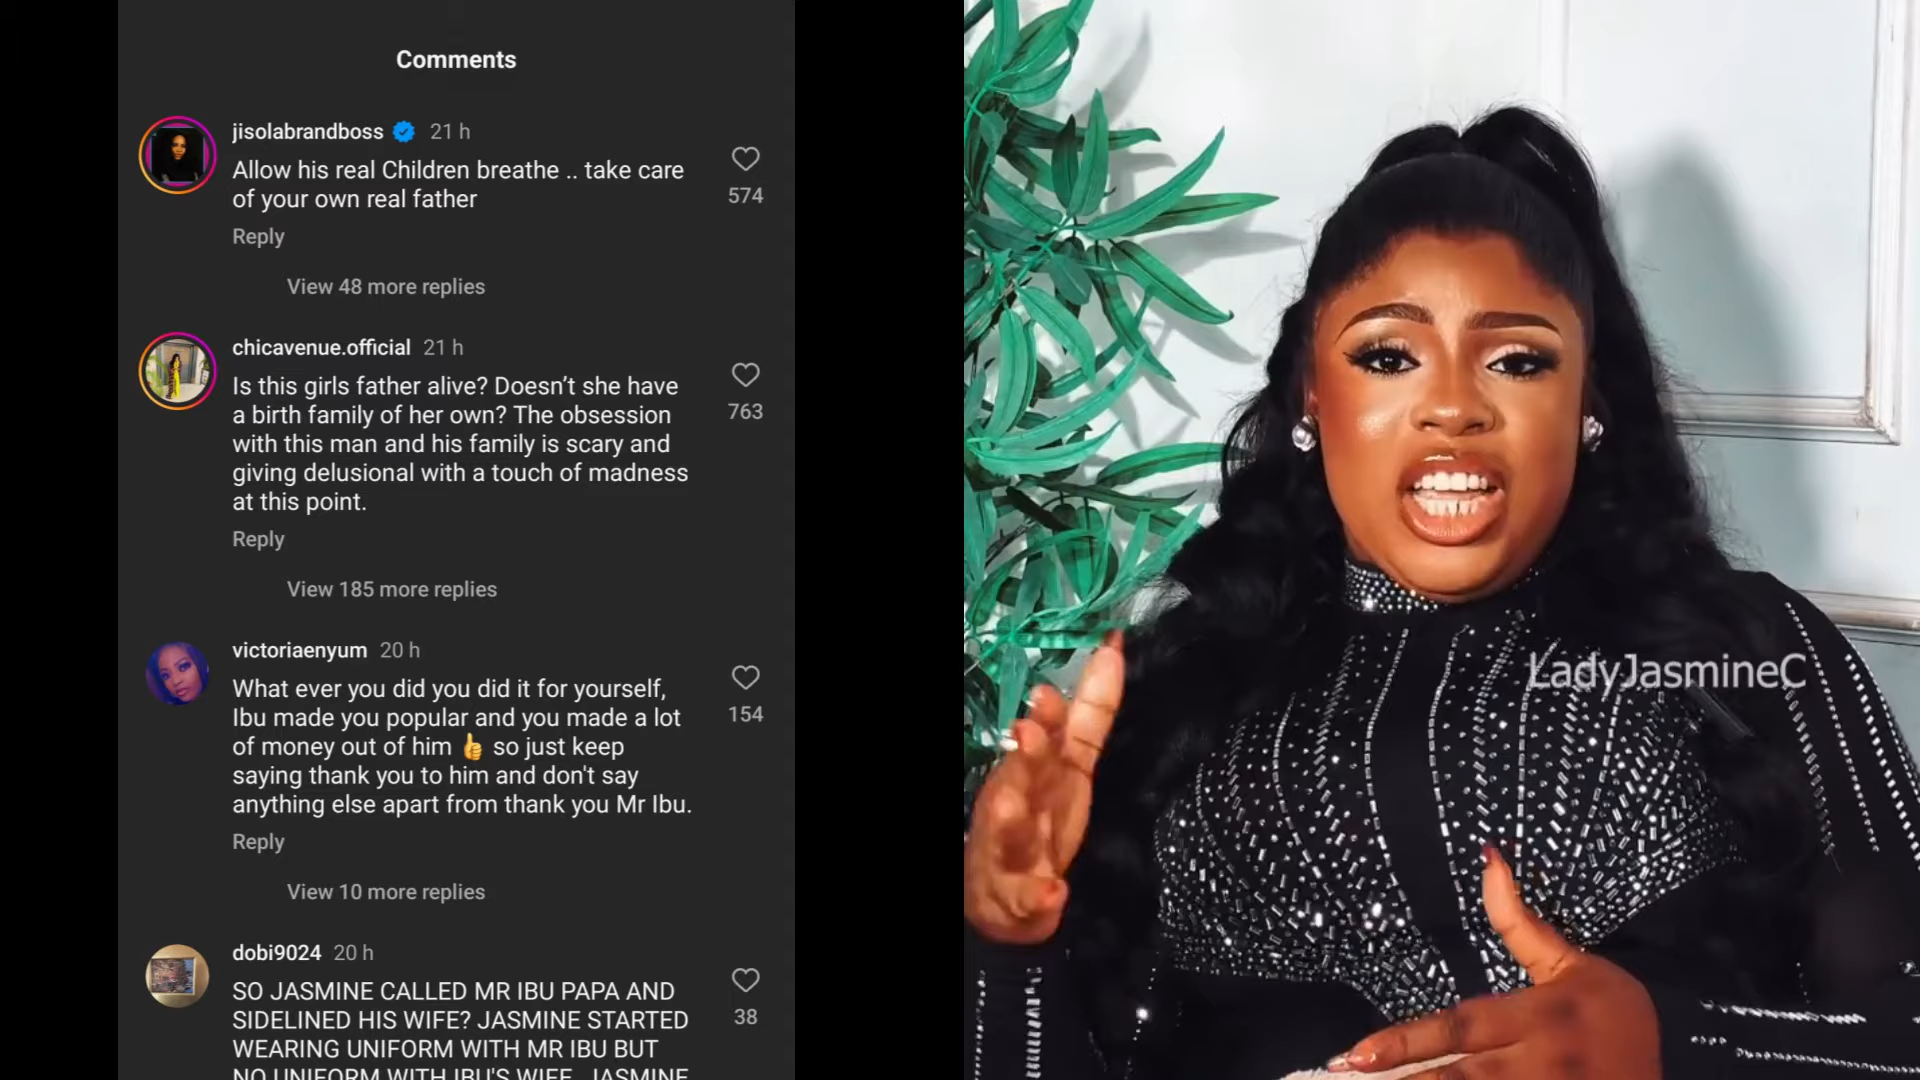 Comments
jisolabrandboss 21 h
Allow his real Children breathe .. take care
of your own real father
574
Reply
View 48 more replies
chicavenue.official 21 h
Is this girls father alive? Doesn’t she have
a birth family of her own? The obsession
with this man and his family is scary and
giving delusional with a touch of madness
at this point.
763
Reply
View 185 more replies
victoriaenyum 20 h
What ever you did you did it for yourself,
Ibu made you popular and you made a lot
of money out of him 👍 so just keep
saying thank you to him and don't say
anything else apart from thank you Mr Ibu.
154
Reply
View 10 more replies
dobi9024 20 h
SO JASMINE CALLED MR IBU PAPA AND
SIDELINED HIS WIFE? JASMINE STARTED
WEARING UNIFORM WITH MR IBU BUT
NO UNIFORM WITH IBU'S WIFE. JASMINE
38
LadyJasmineC